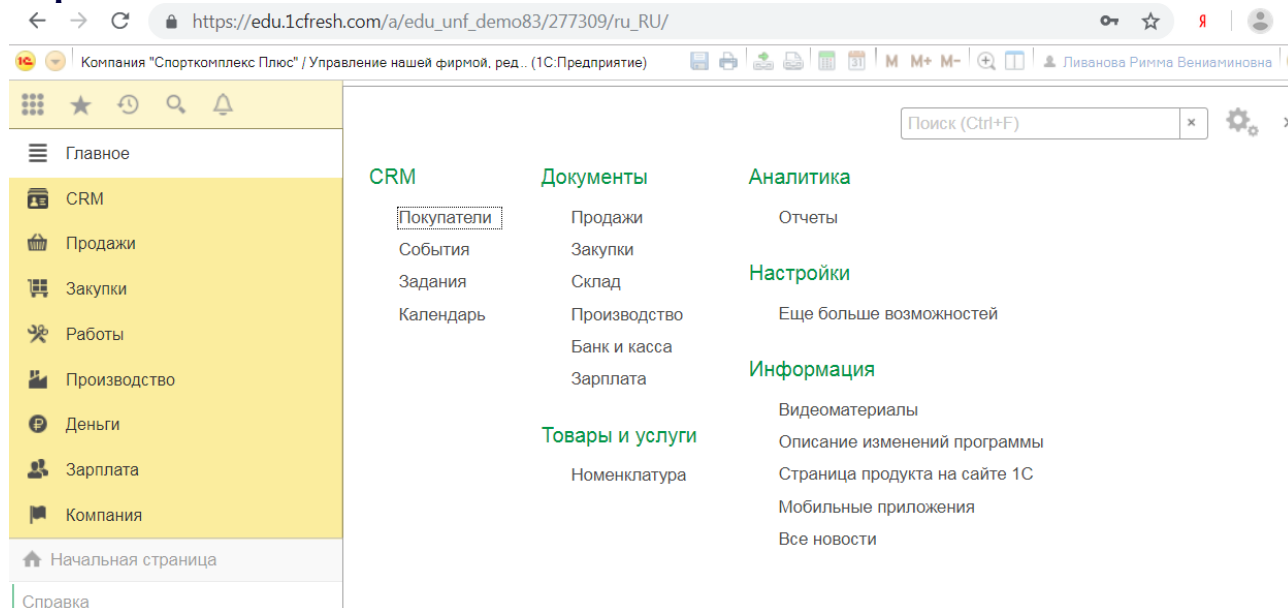 https://edu.1cfresh.com/a/edu_unf_demo83/277309/ru_RU/
Я
1С Компания "Спорткомплекс Плюс" / Управление нашей фирмой, ред.. (1С:Предприятие) 31 M M+ M- Ливанова Римма Вениаминовна
Поиск (Ctrl+F) ×
Главное
CRM
Продажи
Закупки
Работы
Производство
Деньги
Зарплата
Компания
Начальная страница
Справка
CRM
Покупатели
События
Задания
Календарь
Документы
Продажи
Закупки
Склад
Производство
Банк и касса
Зарплата
Товары и услуги
Номенклатура
Аналитика
Отчеты
Настройки
Еще больше возможностей
Информация
Видеоматериалы
Описание изменений программы
Страница продукта на сайте 1С
Мобильные приложения
Все новости